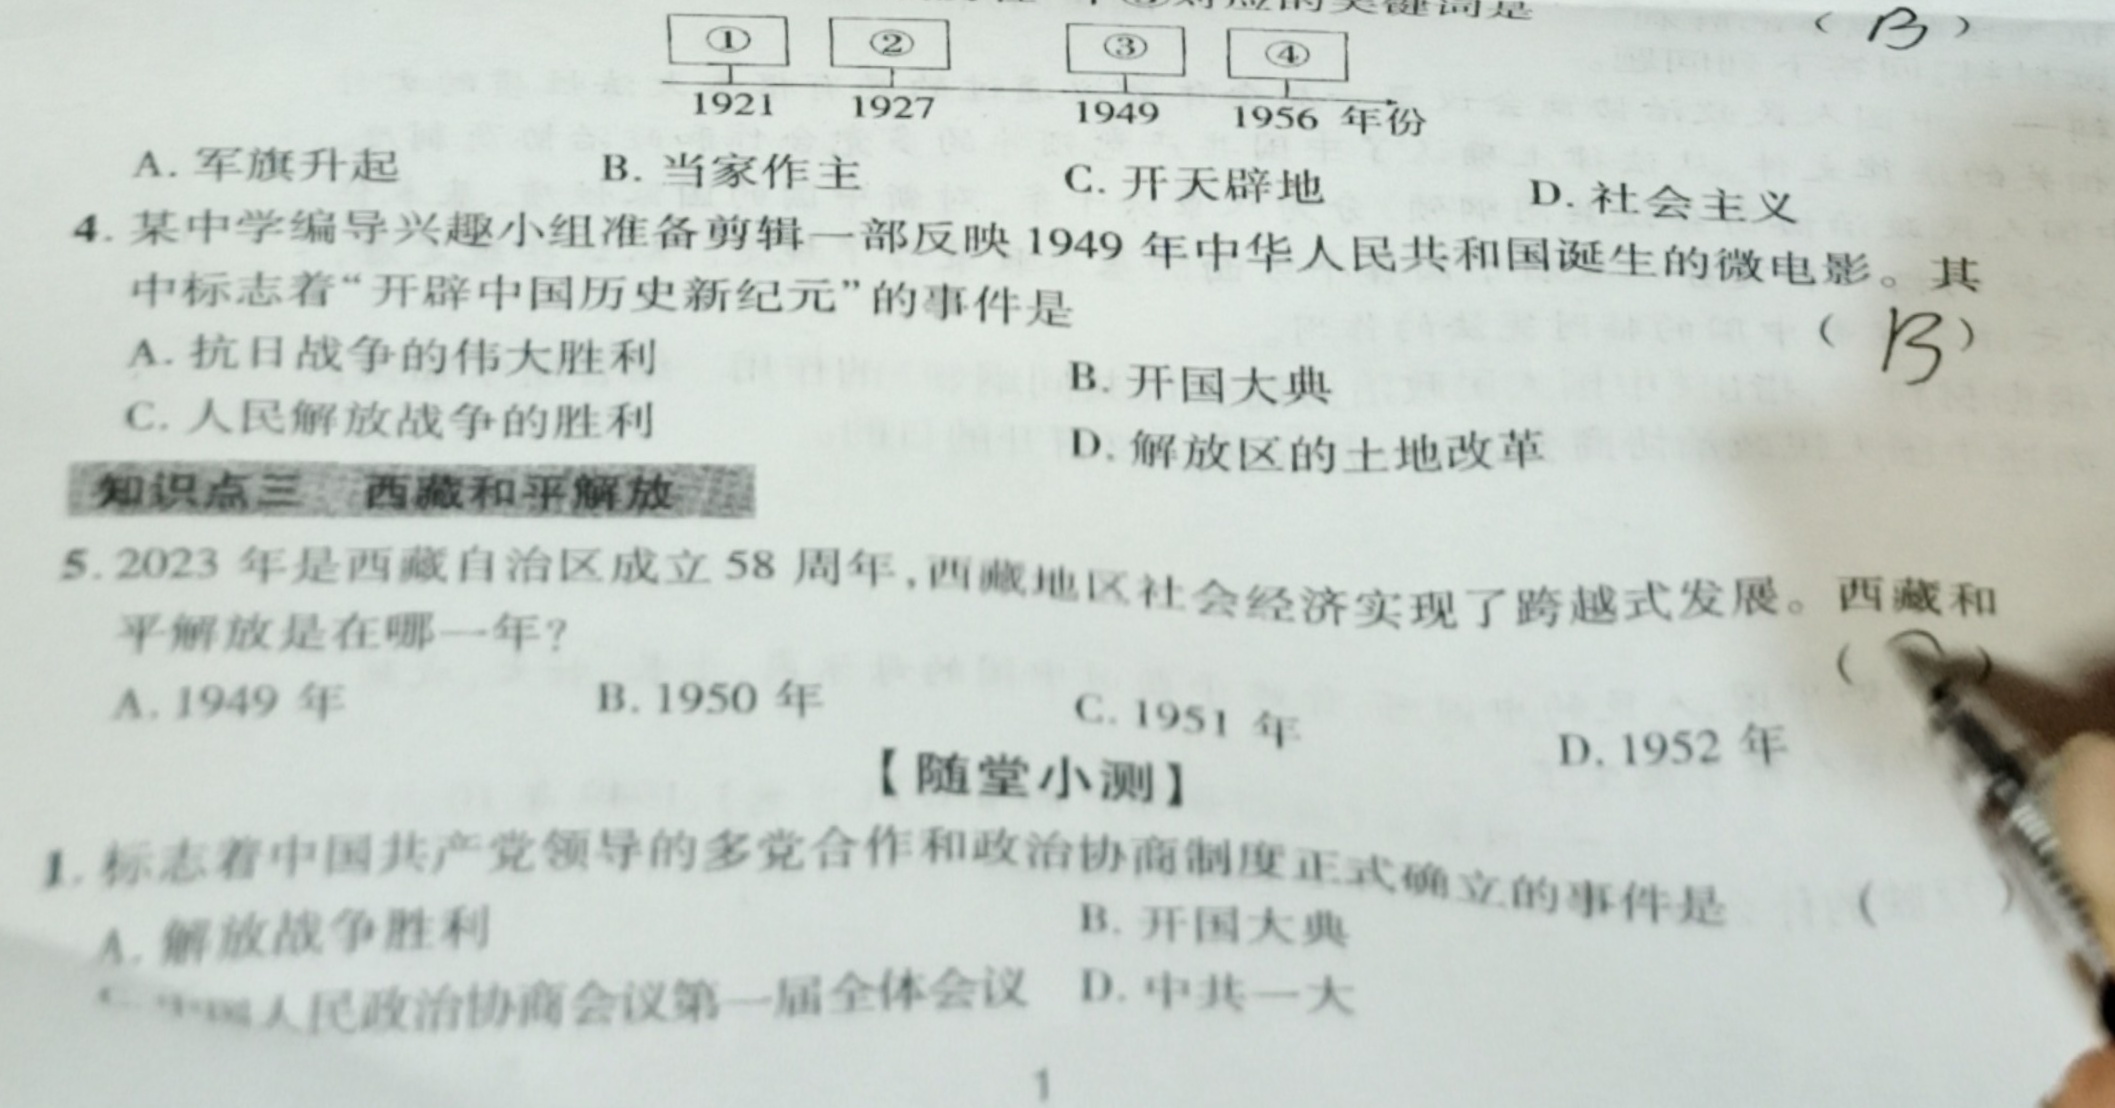 对应的关键词是 (B)
① ② ③ ④
1921 1927 1949 1956 年份
A. 军旗升起 B. 当家作主 C. 开天辟地 D. 社会主义
4. 某中学编导兴趣小组准备剪辑一部反映 1949 年中华人民共和国诞生的微电影。其
中标志着“开辟中国历史新纪元”的事件是 (B)
A. 抗日战争的伟大胜利 B. 开国大典
C. 人民解放战争的胜利 D. 解放区的土地改革
知识点三 西藏和平解放
5. 2023 年是西藏自治区成立 58 周年,西藏地区社会经济实现了跨越式发展。西藏和
平解放是在哪一年? ( )
A. 1949 年 B. 1950 年 C. 1951 年 D. 1952 年
【随堂小测】
1. 标志着中国共产党领导的多党合作和政治协商制度正式确立的事件是 ( )
A. 解放战争胜利 B. 开国大典
C. 中国人民政治协商会议第一届全体会议 D. 中共一大
1